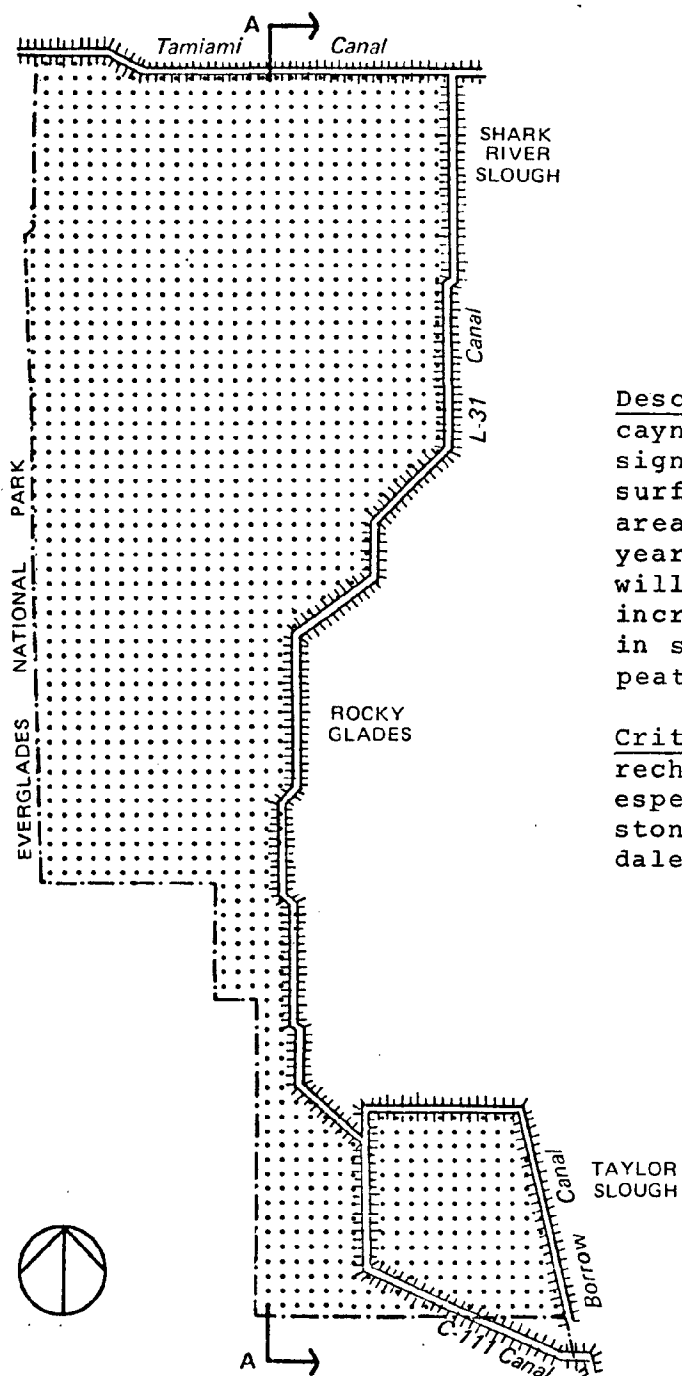 A
Tamiami Canal
SHARK
RIVER
SLOUGH
L-31 Canal
EVERGLADES NATIONAL PARK
ROCKY
GLADES
TAYLOR
SLOUGH
Borrow Canal
C-111 Canal
A
Desc
cayn
sign
surf
area
year
will
incr
in s
peat
Crit
rech
espe
ston
dale